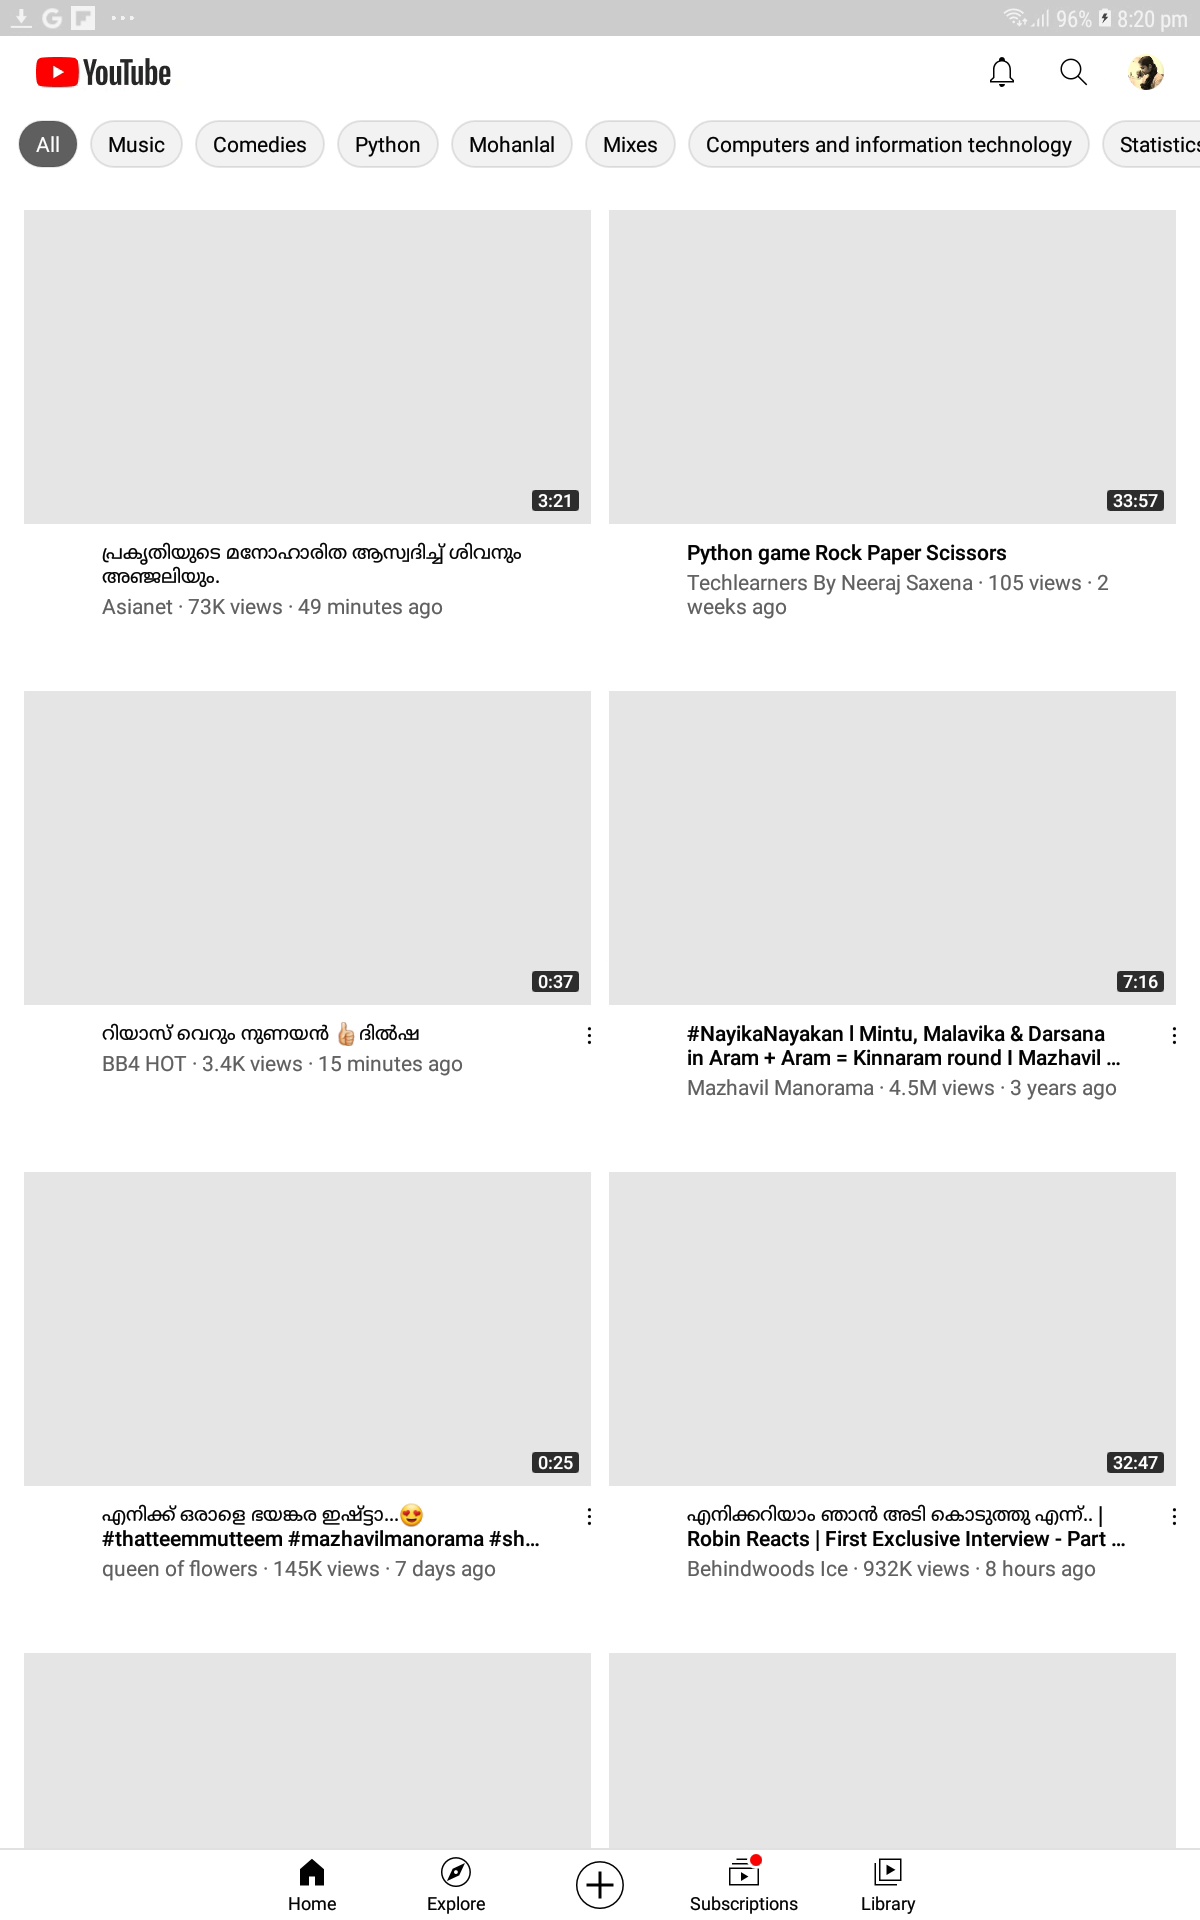 96% 8:20 pm
YouTube
All Music Comedies Python Mohanlal Mixes Computers and information technology Statistics
3:21
പ്രകൃതിയുടെ മനോഹാരിത ആസ്വദിച്ച് ശിവനും
അഞ്ജലിയും.
Asianet · 73K views · 49 minutes ago
33:57
Python game Rock Paper Scissors
Techlearners By Neeraj Saxena · 105 views · 2
weeks ago
0:37
റിയാസ് വെറും നുണയൻ 👍🏼ദിൽഷ
BB4 HOT · 3.4K views · 15 minutes ago
7:16
#NayikaNayakan l Mintu, Malavika & Darsana
in Aram + Aram = Kinnaram round I Mazhavil ...
Mazhavil Manorama · 4.5M views · 3 years ago
0:25
എനിക്ക് ഒരാളെ ഭയങ്കര ഇഷ്ട്ടാ...😍
#thatteemmutteem #mazhavilmanorama #sh...
queen of flowers · 145K views · 7 days ago
32:47
എനിക്കറിയാം ഞാൻ അടി കൊടുത്തു എന്ന്.. |
Robin Reacts | First Exclusive Interview - Part ...
Behindwoods Ice · 932K views · 8 hours ago
Home Explore Subscriptions Library